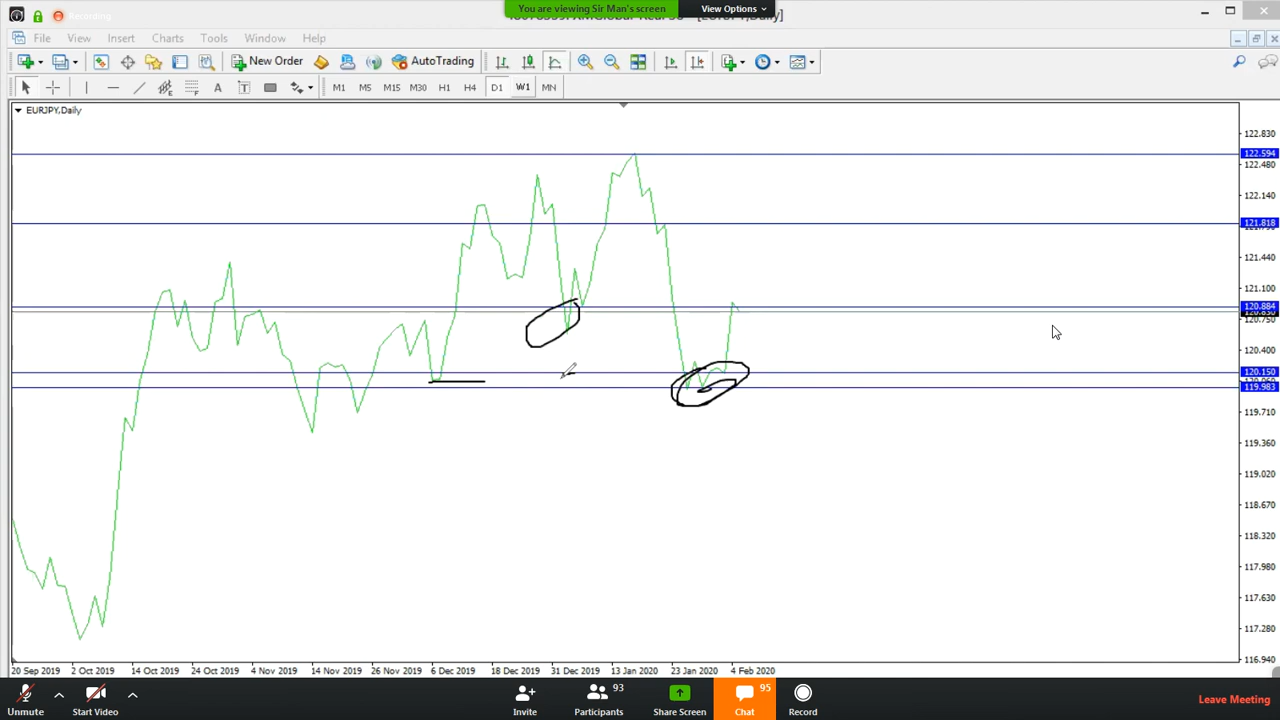 Recording
You are viewing Sir Man's screen
View Options
Daily]
File
View
Insert
Charts
Tools
Window
Help
New Order
AutoTrading
A
T
M1
M5
M15
M30
H1
H4
D1
W1
MN
EURJPY,Daily
122.830
122.594
122.480
122.140
121.818
121.440
121.100
120.884
120.750
120.400
120.150
119.983
119.710
119.360
119.020
118.670
118.320
117.980
117.630
117.280
116.940
20 Sep 2019
2 Oct 2019
14 Oct 2019
24 Oct 2019
4 Nov 2019
14 Nov 2019
26 Nov 2019
6 Dec 2019
18 Dec 2019
31 Dec 2019
13 Jan 2020
23 Jan 2020
4 Feb 2020
Unmute
Start Video
Invite
93
Participants
Share Screen
95
Chat
Record
Leave Meeting